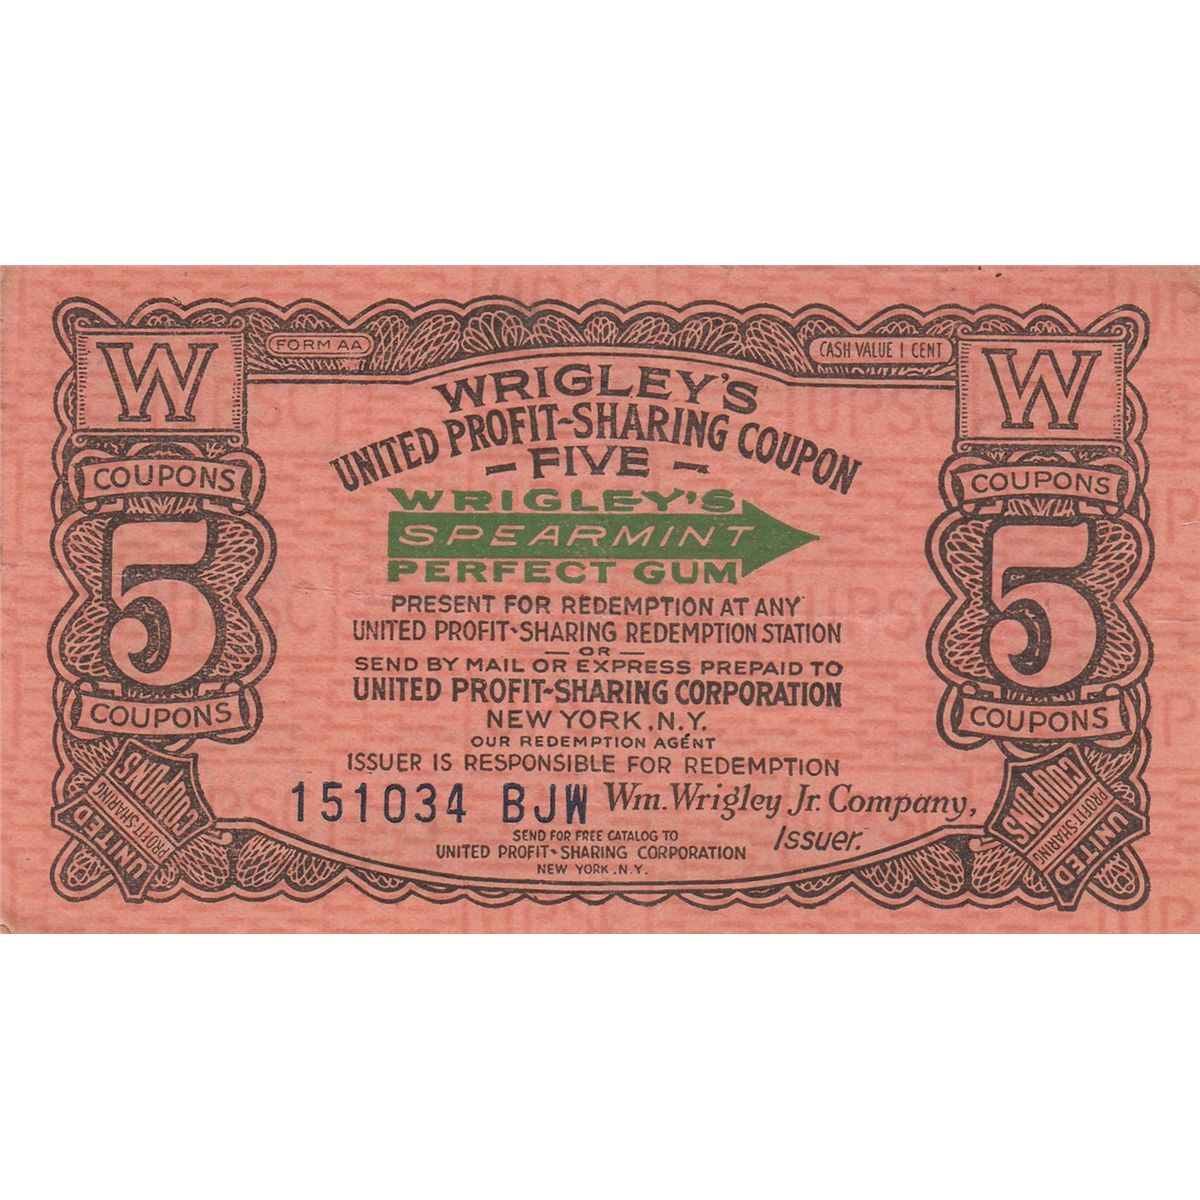 W
FORM AA
CASH VALUE 1 CENT
W
WRIGLEY'S
UNITED PROFIT-SHARING COUPON
- FIVE -
COUPONS
5
COUPONS
COUPONS
5
COUPONS
WRIGLEY'S
SPEARMINT
PERFECT GUM
PRESENT FOR REDEMPTION AT ANY
UNITED PROFIT-SHARING REDEMPTION STATION
— OR —
SEND BY MAIL OR EXPRESS PREPAID TO
UNITED PROFIT-SHARING CORPORATION
NEW YORK, N.Y.
OUR REDEMPTION AGENT
ISSUER IS RESPONSIBLE FOR REDEMPTION
151034 BJW Wm. Wrigley Jr. Company,
Issuer.
SEND FOR FREE CATALOG TO
UNITED PROFIT-SHARING CORPORATION
NEW YORK, N.Y.
UNITED
PROFIT-SHARING
COUPONS
UNITED
PROFIT-SHARING
COUPONS